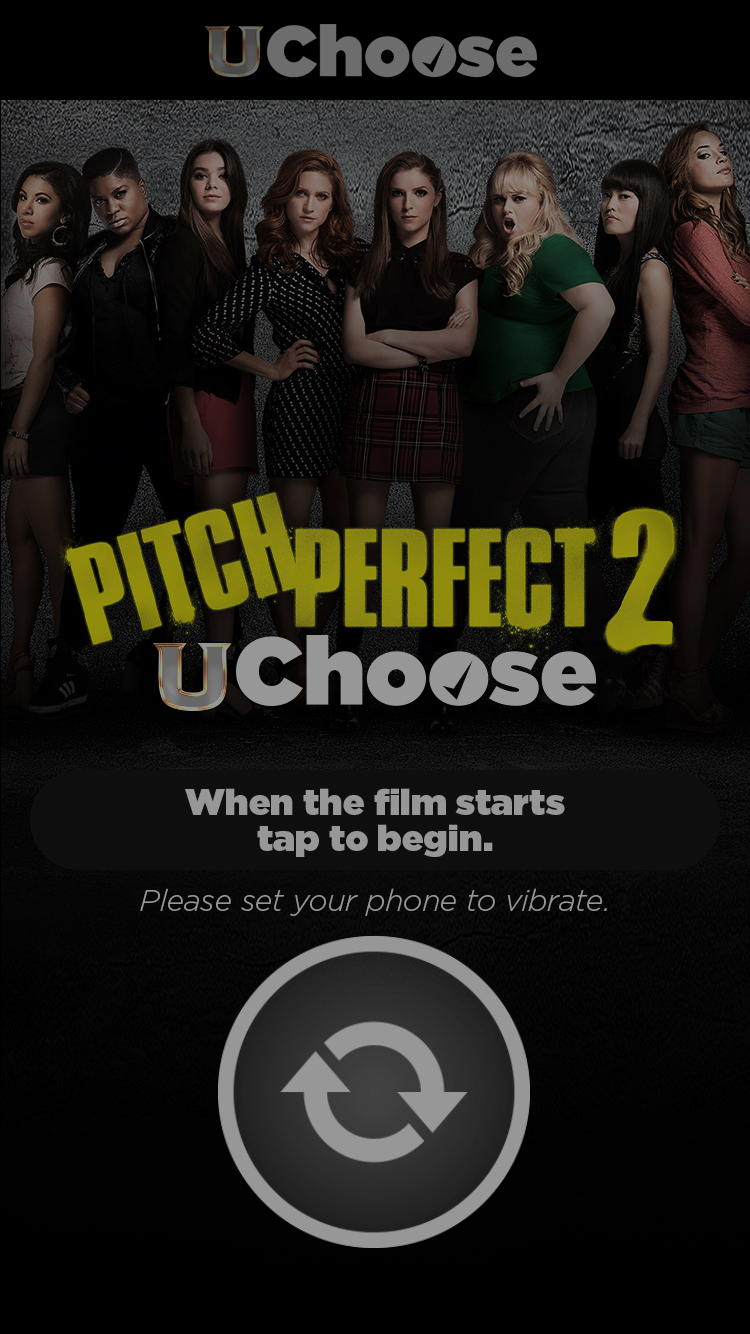 UChoose
PITCH PERFECT 2
UChoose
When the film starts
tap to begin.
Please set your phone to vibrate.